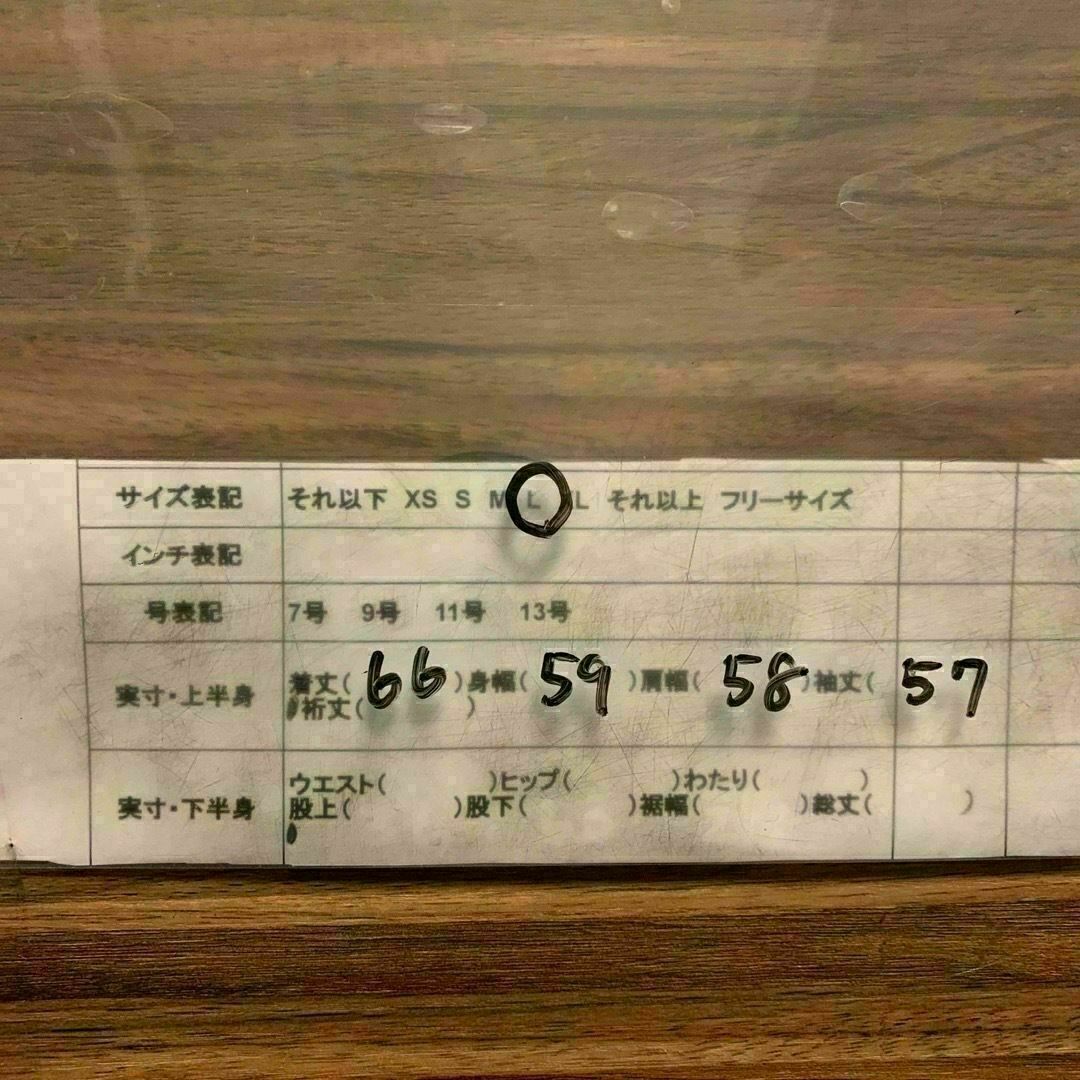 サイズ表記 それ以下 XS S M L L それ以上 フリーサイズ
インチ表記
号表記 7号 9号 11号 13号
実寸・上半身 着丈( 66 )身幅( 59 )肩幅( 58 )袖丈( 57
)裄丈( )
実寸・下半身 ウエスト( )ヒップ( )わたり( )
股上( )股下( )裾幅( )総丈( )